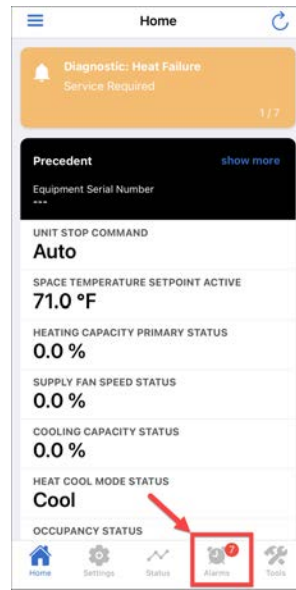 Home
Diagnostic: Heat Failure
Service Required
1/7
Precedent show more
Equipment Serial Number
---
UNIT STOP COMMAND
Auto
SPACE TEMPERATURE SETPOINT ACTIVE
71.0 °F
HEATING CAPACITY PRIMARY STATUS
0.0 %
SUPPLY FAN SPEED STATUS
0.0 %
COOLING CAPACITY STATUS
0.0 %
HEAT COOL MODE STATUS
Cool
OCCUPANCY STATUS
7
Home Settings Status Alarms Tools